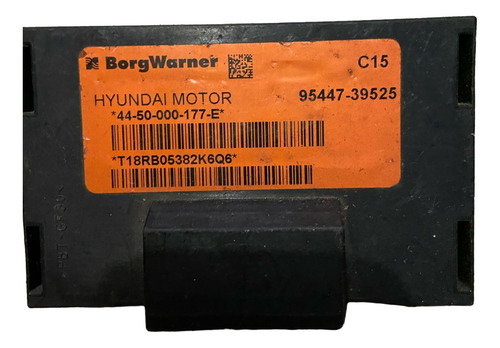 BorgWarner C15
HYUNDAI MOTOR 95447-39525
*44-50-000-177-E*
*T18RB05382K6Q6*